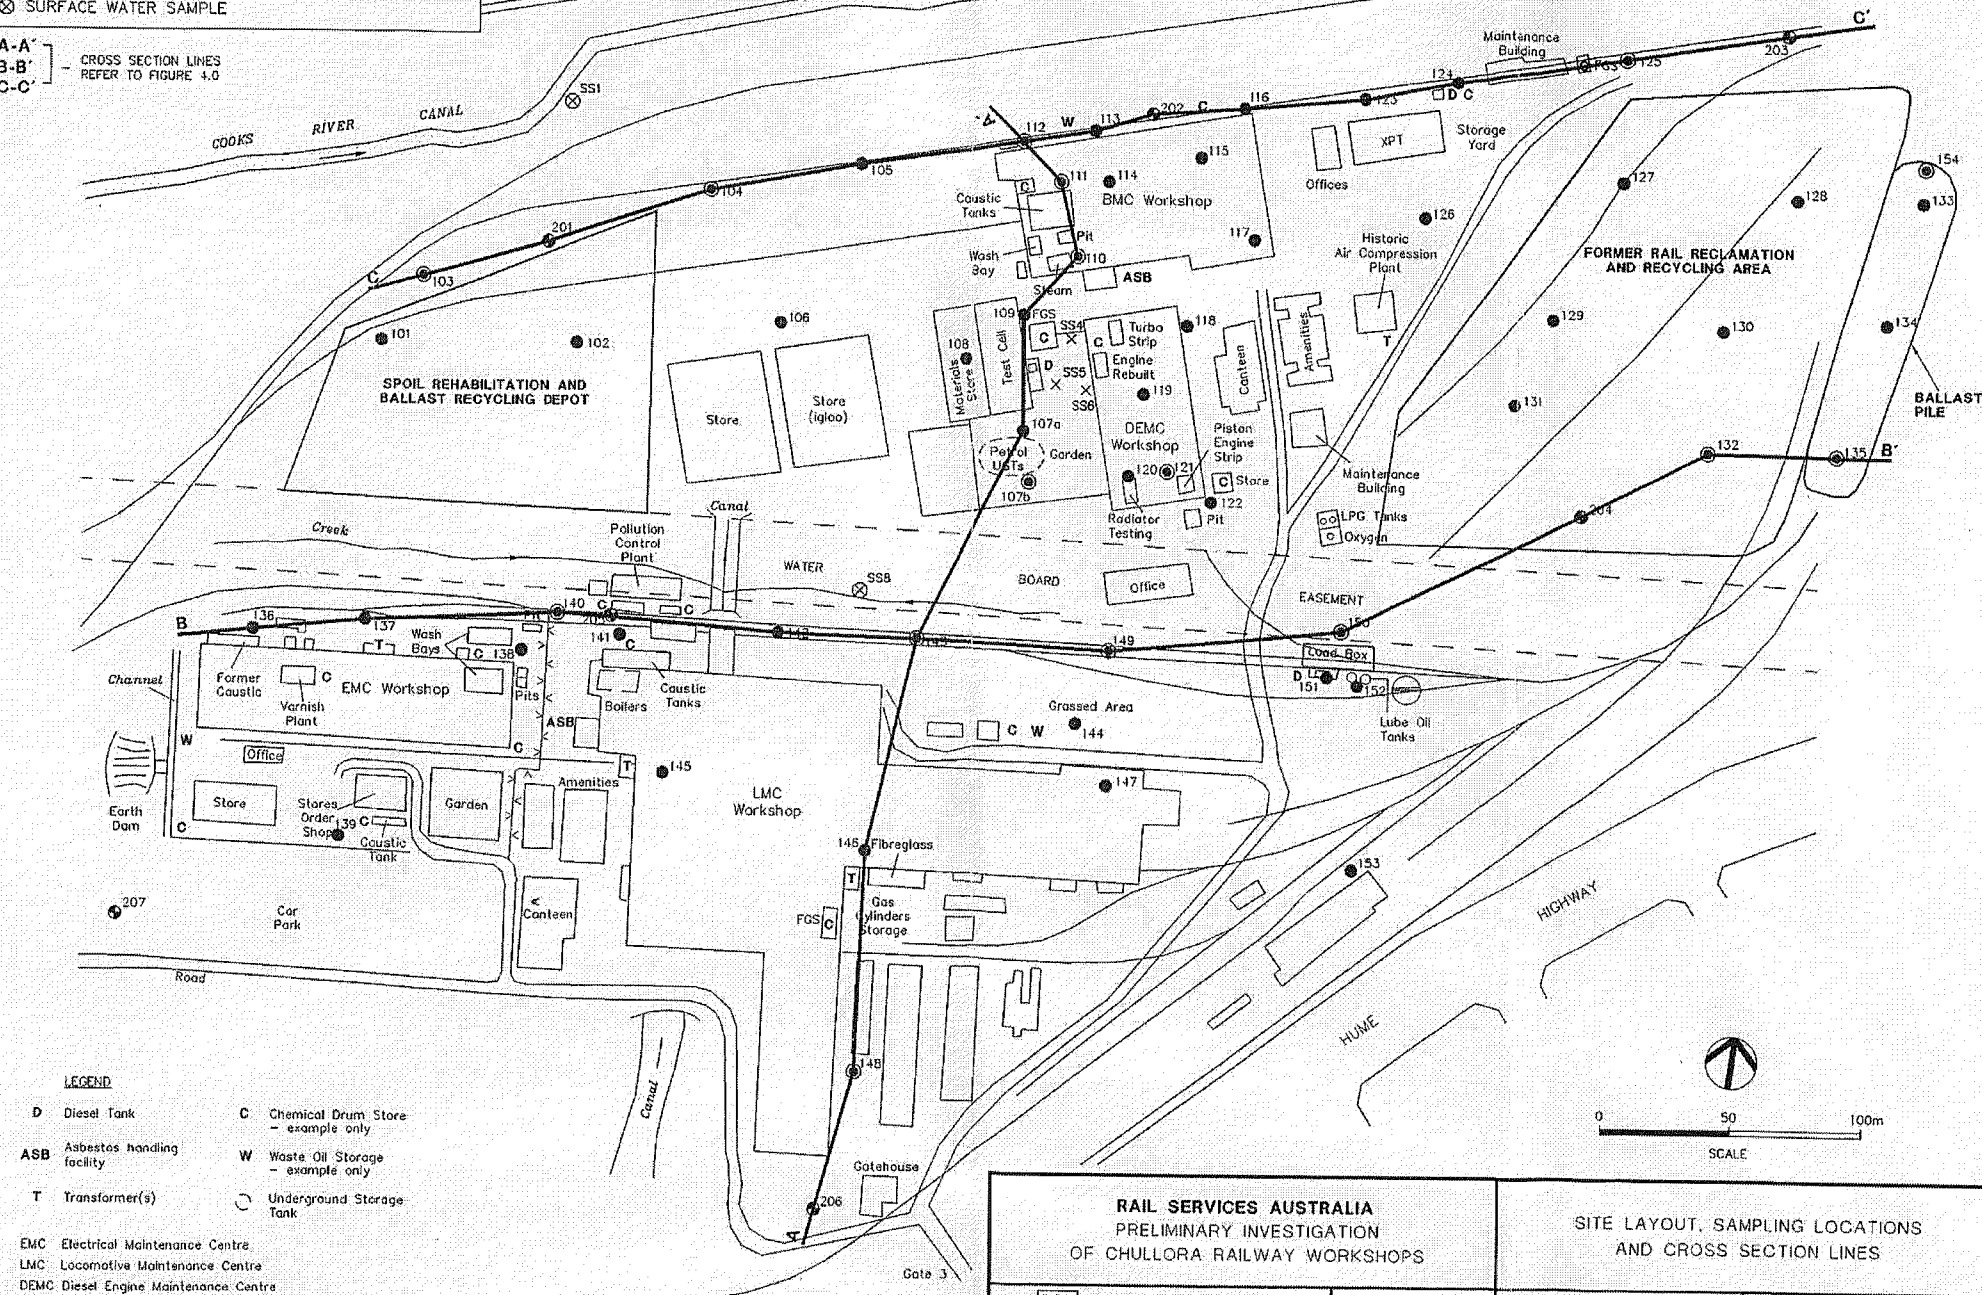 SURFACE WATER SAMPLE
A-A'
B-B'
C-C'
CROSS SECTION LINES
REFER TO FIGURE 4.0
COOKS RIVER CANAL
SS1
C'
203
Maintenance
Building
FGS
125
124
D C
123
116
C
202
113
W
112
A'
105
104
201
C
103
101
102
106
SPOIL REHABILITATION AND
BALLAST RECYCLING DEPOT
Store
Store
(igloo)
111
114
115
BMC Workshop
117
Caustic
Tanks
C
Pit
Wash
Bay
110
Steam
ASB
Offices
XPT
Storage
Yard
126
Historic
Air Compression
Plant
T
127
128
154
133
FORMER RAIL RECLAMATION
AND RECYCLING AREA
129
130
134
131
BALLAST
PILE
132
135
B'
204
109
FGS
C
SS4
C
Turbo
Strip
118
108
Materials
Store
Test Cell
D
SS5
SS6
Engine
Rebuilt
119
Canteen
Amenities
DEMC
Workshop
Piston
Engine
Strip
107a
Petrol
USTs
Garden
107b
120
121
C
Store
122
Radiator
Testing
Pit
Maintenance
Building
LPG Tanks
Oxygen
Creek
Canal
Pollution
Control
Plant
WATER
BOARD
EASEMENT
SS8
Office
B
136
137
140
C
C
141
C
142
149
150
T
Wash
Bays
C
138
Pit
Pits
Channel
Former
Caustic
C
EMC Workshop
Varnish
Plant
Boilers
Caustic
Tanks
ASB
Load Box
D
151
152
Lube Oil
Tanks
Grassed Area
C W
144
W
Office
C
T
145
Amenities
LMC
Workshop
147
Earth
Dam
Store
Stores
Order
Shop
139
C
Caustic
Tank
Garden
C
146
Fibreglass
T
153
207
Car
Park
Canteen
FGS
C
Gas
Cylinders
Storage
HIGHWAY
HUME
Road
Canal
148
Gatehouse
206
A
Gate 3
0 50 100m
SCALE
LEGEND
D Diesel Tank
C Chemical Drum Store
- example only
ASB Asbestos handling
facility
W Waste Oil Storage
- example only
T Transformer(s)
Underground Storage
Tank
EMC Electrical Maintenance Centre
LMC Locomotive Maintenance Centre
DEMC Diesel Engine Maintenance Centre
RAIL SERVICES AUSTRALIA
PRELIMINARY INVESTIGATION
OF CHULLORA RAILWAY WORKSHOPS
SITE LAYOUT, SAMPLING LOCATIONS
AND CROSS SECTION LINES